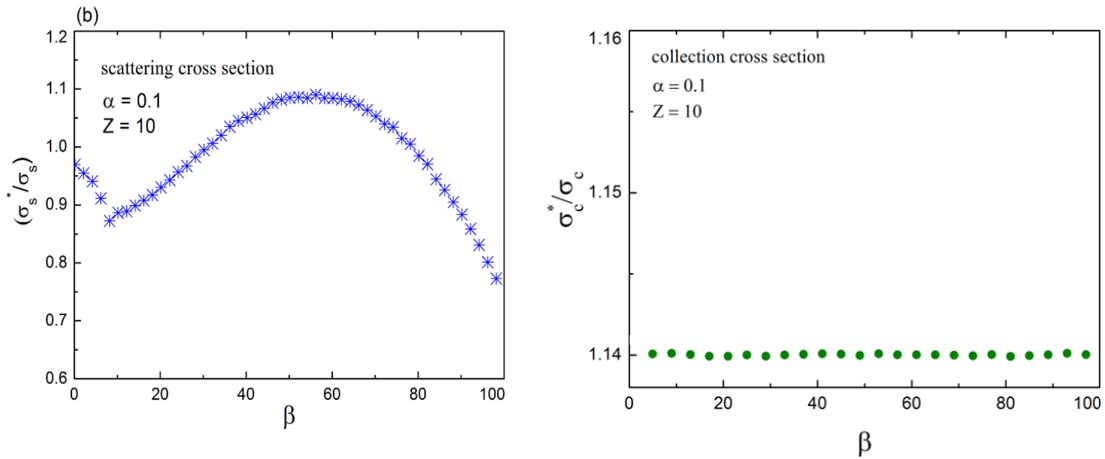 (b)
scattering cross section
α = 0.1
Z = 10
(σs*/σs)
1.2
1.1
1.0
0.9
0.8
0.7
0.6
0 20 40 60 80 100
β
collection cross section
α = 0.1
Z = 10
σc*/σc
1.16
1.15
1.14
0 20 40 60 80 100
β